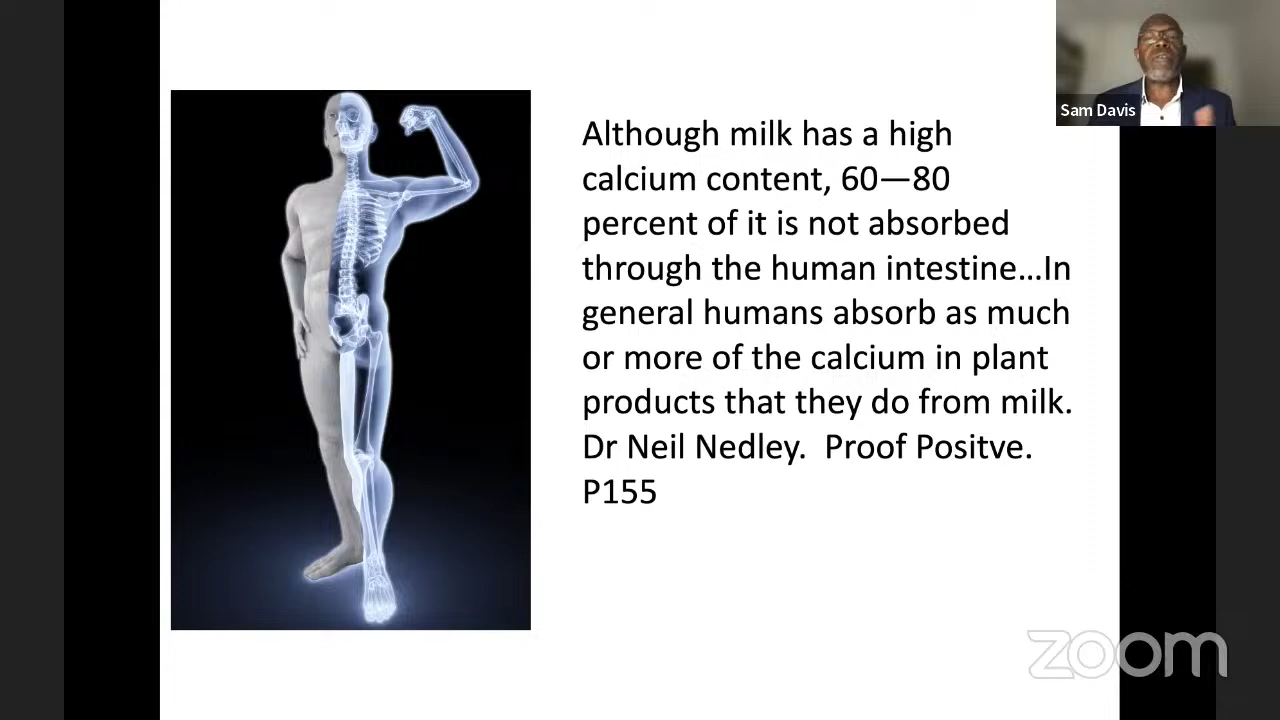 Sam Davis
Although milk has a high
calcium content, 60—80
percent of it is not absorbed
through the human intestine…In
general humans absorb as much
or more of the calcium in plant
products that they do from milk.
Dr Neil Nedley.  Proof Positve.
P155
zoom